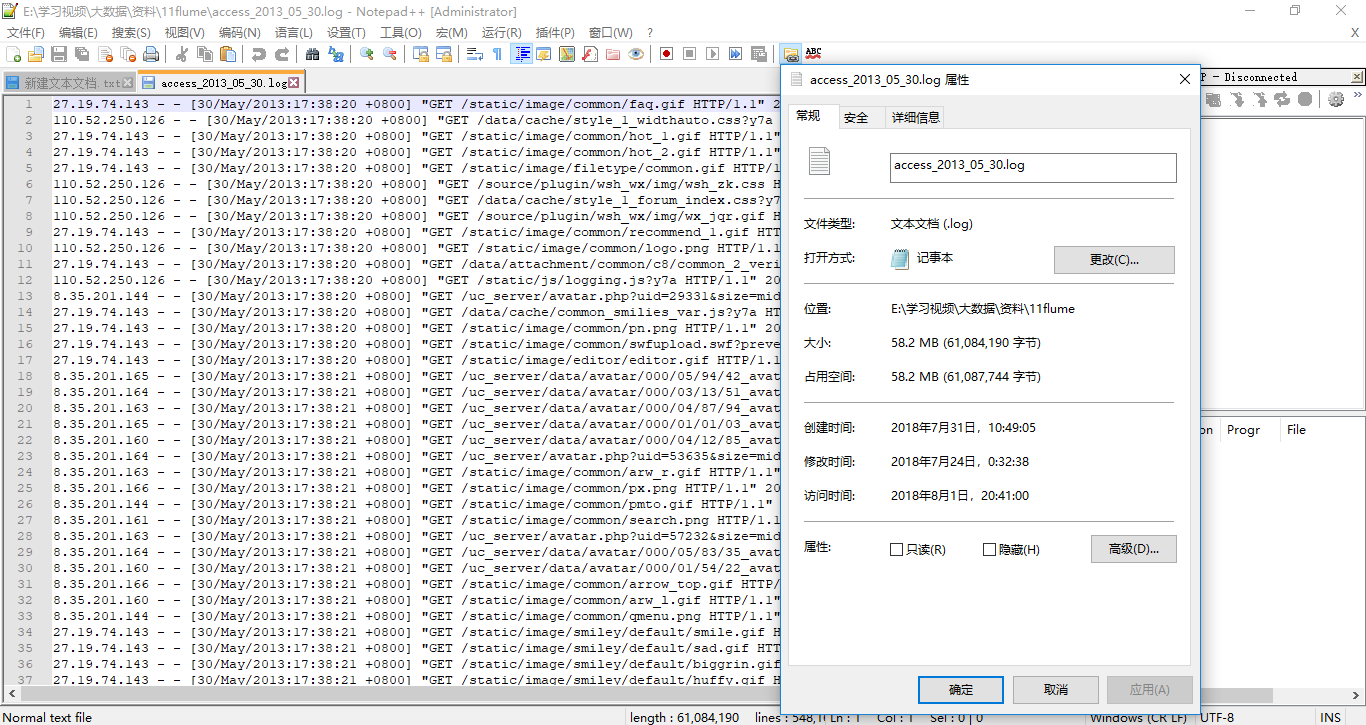 E:\学习视频\大数据\资料\11flume\access_2013_05_30.log - Notepad++ [Administrator]
文件(F) 编辑(E) 搜索(S) 视图(V) 编码(N) 语言(L) 设置(T) 工具(O) 宏(M) 运行(R) 插件(P) 窗口(W) ? X
新建文本文档.txt access_2013_05_30.log
P - Disconnected
1 27.19.74.143 - - [30/May/2013:17:38:20 +0800] "GET /static/image/common/faq.gif HTTP/1.1" 2
2 110.52.250.126 - - [30/May/2013:17:38:20 +0800] "GET /data/cache/style_1_widthauto.css?y7a
3 27.19.74.143 - - [30/May/2013:17:38:20 +0800] "GET /static/image/common/hot_1.gif HTTP/1.1"
4 27.19.74.143 - - [30/May/2013:17:38:20 +0800] "GET /static/image/common/hot_2.gif HTTP/1.1"
5 27.19.74.143 - - [30/May/2013:17:38:20 +0800] "GET /static/image/filetype/common.gif HTTP/1
6 110.52.250.126 - - [30/May/2013:17:38:20 +0800] "GET /source/plugin/wsh_wx/img/wsh_zk.css H
7 110.52.250.126 - - [30/May/2013:17:38:20 +0800] "GET /data/cache/style_1_forum_index.css?y7
8 110.52.250.126 - - [30/May/2013:17:38:20 +0800] "GET /source/plugin/wsh_wx/img/wx_jqr.gif H
9 27.19.74.143 - - [30/May/2013:17:38:20 +0800] "GET /static/image/common/recommend_1.gif HTT
10 110.52.250.126 - - [30/May/2013:17:38:20 +0800] "GET /static/image/common/logo.png HTTP/1.
11 27.19.74.143 - - [30/May/2013:17:38:20 +0800] "GET /data/attachment/common/c8/common_2_veri
12 110.52.250.126 - - [30/May/2013:17:38:20 +0800] "GET /static/js/logging.js?y7a HTTP/1.1" 20
13 8.35.201.144 - - [30/May/2013:17:38:20 +0800] "GET /uc_server/avatar.php?uid=29331&size=mid
14 27.19.74.143 - - [30/May/2013:17:38:20 +0800] "GET /data/cache/common_smilies_var.js?y7a HT
15 27.19.74.143 - - [30/May/2013:17:38:20 +0800] "GET /static/image/common/pn.png HTTP/1.1" 20
16 27.19.74.143 - - [30/May/2013:17:38:20 +0800] "GET /static/image/common/swfupload.swf?preve
17 27.19.74.143 - - [30/May/2013:17:38:20 +0800] "GET /static/image/editor/editor.gif HTTP/1.1
18 8.35.201.165 - - [30/May/2013:17:38:21 +0800] "GET /uc_server/data/avatar/000/05/94/42_avat
19 8.35.201.164 - - [30/May/2013:17:38:21 +0800] "GET /uc_server/data/avatar/000/03/13/51_avat
20 8.35.201.163 - - [30/May/2013:17:38:21 +0800] "GET /uc_server/data/avatar/000/04/87/94_avat
21 8.35.201.165 - - [30/May/2013:17:38:21 +0800] "GET /uc_server/data/avatar/000/01/01/03_avat
22 8.35.201.160 - - [30/May/2013:17:38:21 +0800] "GET /uc_server/data/avatar/000/04/12/85_avat
23 8.35.201.164 - - [30/May/2013:17:38:21 +0800] "GET /uc_server/avatar.php?uid=53635&size=mid
24 8.35.201.163 - - [30/May/2013:17:38:21 +0800] "GET /static/image/common/arw_r.gif HTTP/1.1"
25 8.35.201.166 - - [30/May/2013:17:38:21 +0800] "GET /static/image/common/px.png HTTP/1.1" 20
26 8.35.201.144 - - [30/May/2013:17:38:21 +0800] "GET /static/image/common/pmto.gif HTTP/1.1"
27 8.35.201.161 - - [30/May/2013:17:38:21 +0800] "GET /static/image/common/search.png HTTP/1.1
28 8.35.201.163 - - [30/May/2013:17:38:21 +0800] "GET /uc_server/avatar.php?uid=57232&size=mid
29 8.35.201.164 - - [30/May/2013:17:38:21 +0800] "GET /uc_server/data/avatar/000/05/83/35_avat
30 8.35.201.160 - - [30/May/2013:17:38:21 +0800] "GET /uc_server/data/avatar/000/01/54/22_avat
31 8.35.201.166 - - [30/May/2013:17:38:21 +0800] "GET /static/image/common/arrow_top.gif HTTP/
32 8.35.201.160 - - [30/May/2013:17:38:21 +0800] "GET /static/image/common/arw_l.gif HTTP/1.1"
33 8.35.201.144 - - [30/May/2013:17:38:21 +0800] "GET /static/image/common/qmenu.png HTTP/1.1"
34 27.19.74.143 - - [30/May/2013:17:38:21 +0800] "GET /static/image/smiley/default/smile.gif H
35 27.19.74.143 - - [30/May/2013:17:38:21 +0800] "GET /static/image/smiley/default/sad.gif HTT
36 27.19.74.143 - - [30/May/2013:17:38:21 +0800] "GET /static/image/smiley/default/biggrin.gif
37 27.19.74.143 - - [30/May/2013:17:38:21 +0800] "GET /static/image/smiley/default/huffy.gif H
access_2013_05_30.log 属性
常规 安全 详细信息
access_2013_05_30.log
文件类型: 文本文档 (.log)
打开方式: 记事本 更改(C)...
位置: E:\学习视频\大数据\资料\11flume
大小: 58.2 MB (61,084,190 字节)
占用空间: 58.2 MB (61,087,744 字节)
创建时间: 2018年7月31日，10:49:05
修改时间: 2018年7月24日，0:32:38
访问时间: 2018年8月1日，20:41:00
属性: 只读(R) 隐藏(H) 高级(D)...
确定 取消 应用(A)
on Progr File
Normal text file length : 61,084,190 lines : 548,1 Ln : 1 Col : 1 Sel : 0 | 0 Windows (CR LF) UTF-8 INS